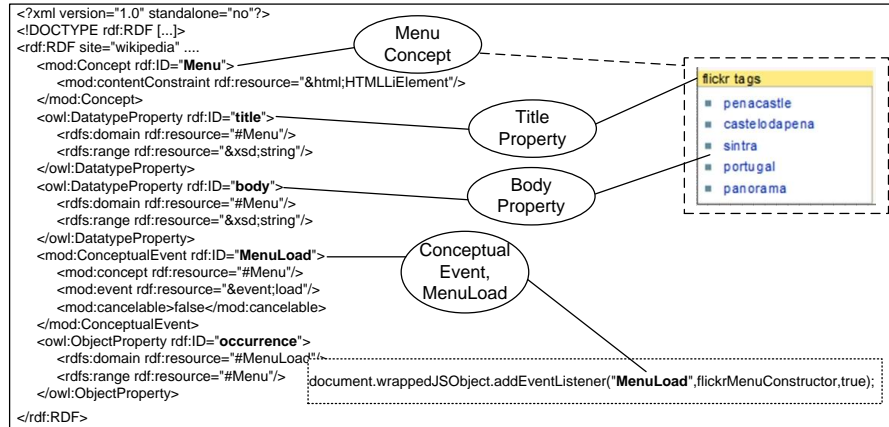 <?xml version="1.0" standalone="no"?>
<!DOCTYPE rdf:RDF [...]>
<rdf:RDF site="wikipedia" ....
<mod:Concept rdf:ID="Menu">
<mod:contentConstraint rdf:resource="&html;HTMLLiElement"/>
</mod:Concept>
<owl:DatatypeProperty rdf:ID="title">
<rdfs:domain rdf:resource="#Menu"/>
<rdfs:range rdf:resource="&xsd;string"/>
</owl:DatatypeProperty>
<owl:DatatypeProperty rdf:ID="body">
<rdfs:domain rdf:resource="#Menu"/>
<rdfs:range rdf:resource="&xsd;string"/>
</owl:DatatypeProperty>
<mod:ConceptualEvent rdf:ID="MenuLoad">
<mod:concept rdf:resource="#Menu"/>
<mod:event rdf:resource="&event;load"/>
<mod:cancelable>false</mod:cancelable>
</mod:ConceptualEvent>
<owl:ObjectProperty rdf:ID="occurrence">
<rdfs:domain rdf:resource="#MenuLoad"/>
<rdfs:range rdf:resource="#Menu"/>
</owl:ObjectProperty>
</rdf:RDF>
Menu
Concept
Title
Property
Body
Property
Conceptual
Event,
MenuLoad
flickr tags
penacastle
castelodapena
sintra
portugal
panorama
document.wrappedJSObject.addEventListener("MenuLoad",flickrMenuConstructor,true);